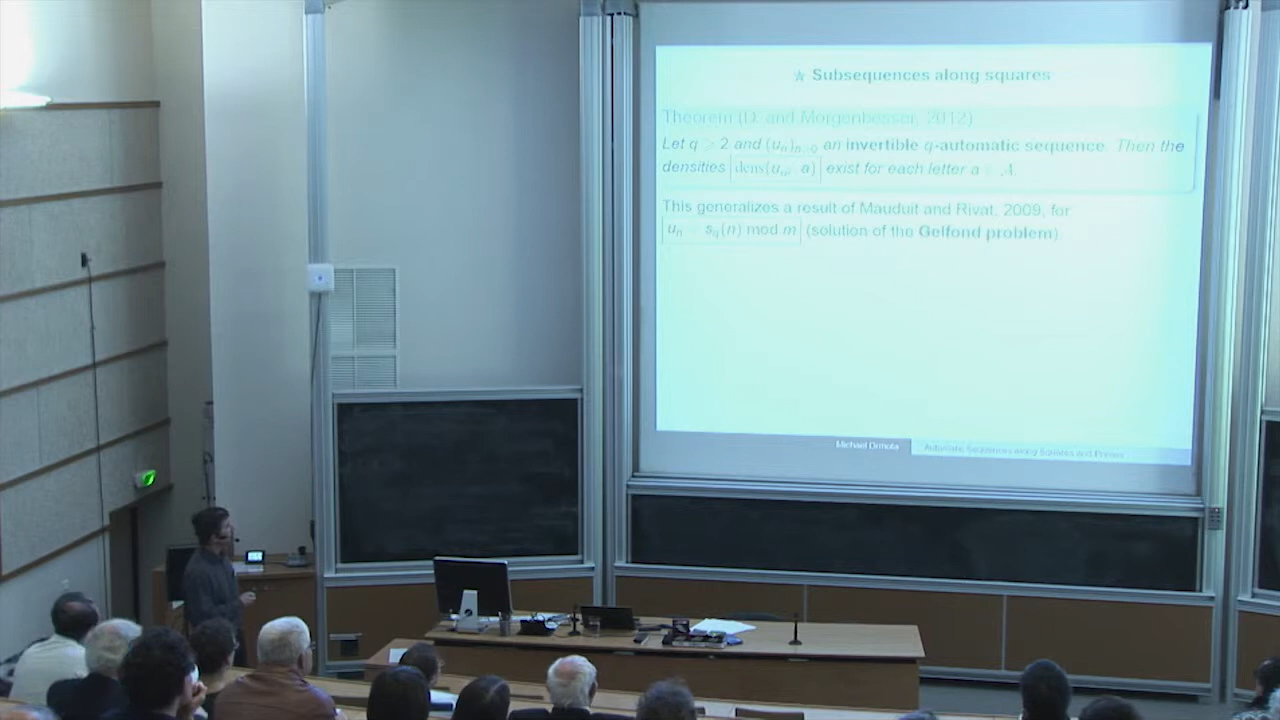 ★ Subsequences along squares
Theorem (D. and Morgenbesser, 2012)
Let q ≥ 2 and (uₙ)ₙ≥₀ an invertible q-automatic sequence. Then the
densities dens(uₙ², a) exist for each letter a ∈ A.
This generalizes a result of Mauduit and Rivat, 2009, for
uₙ = s_q(n) mod m (solution of the Gelfond problem).
Michael Drmota
Automatic Sequences along Squares and Primes